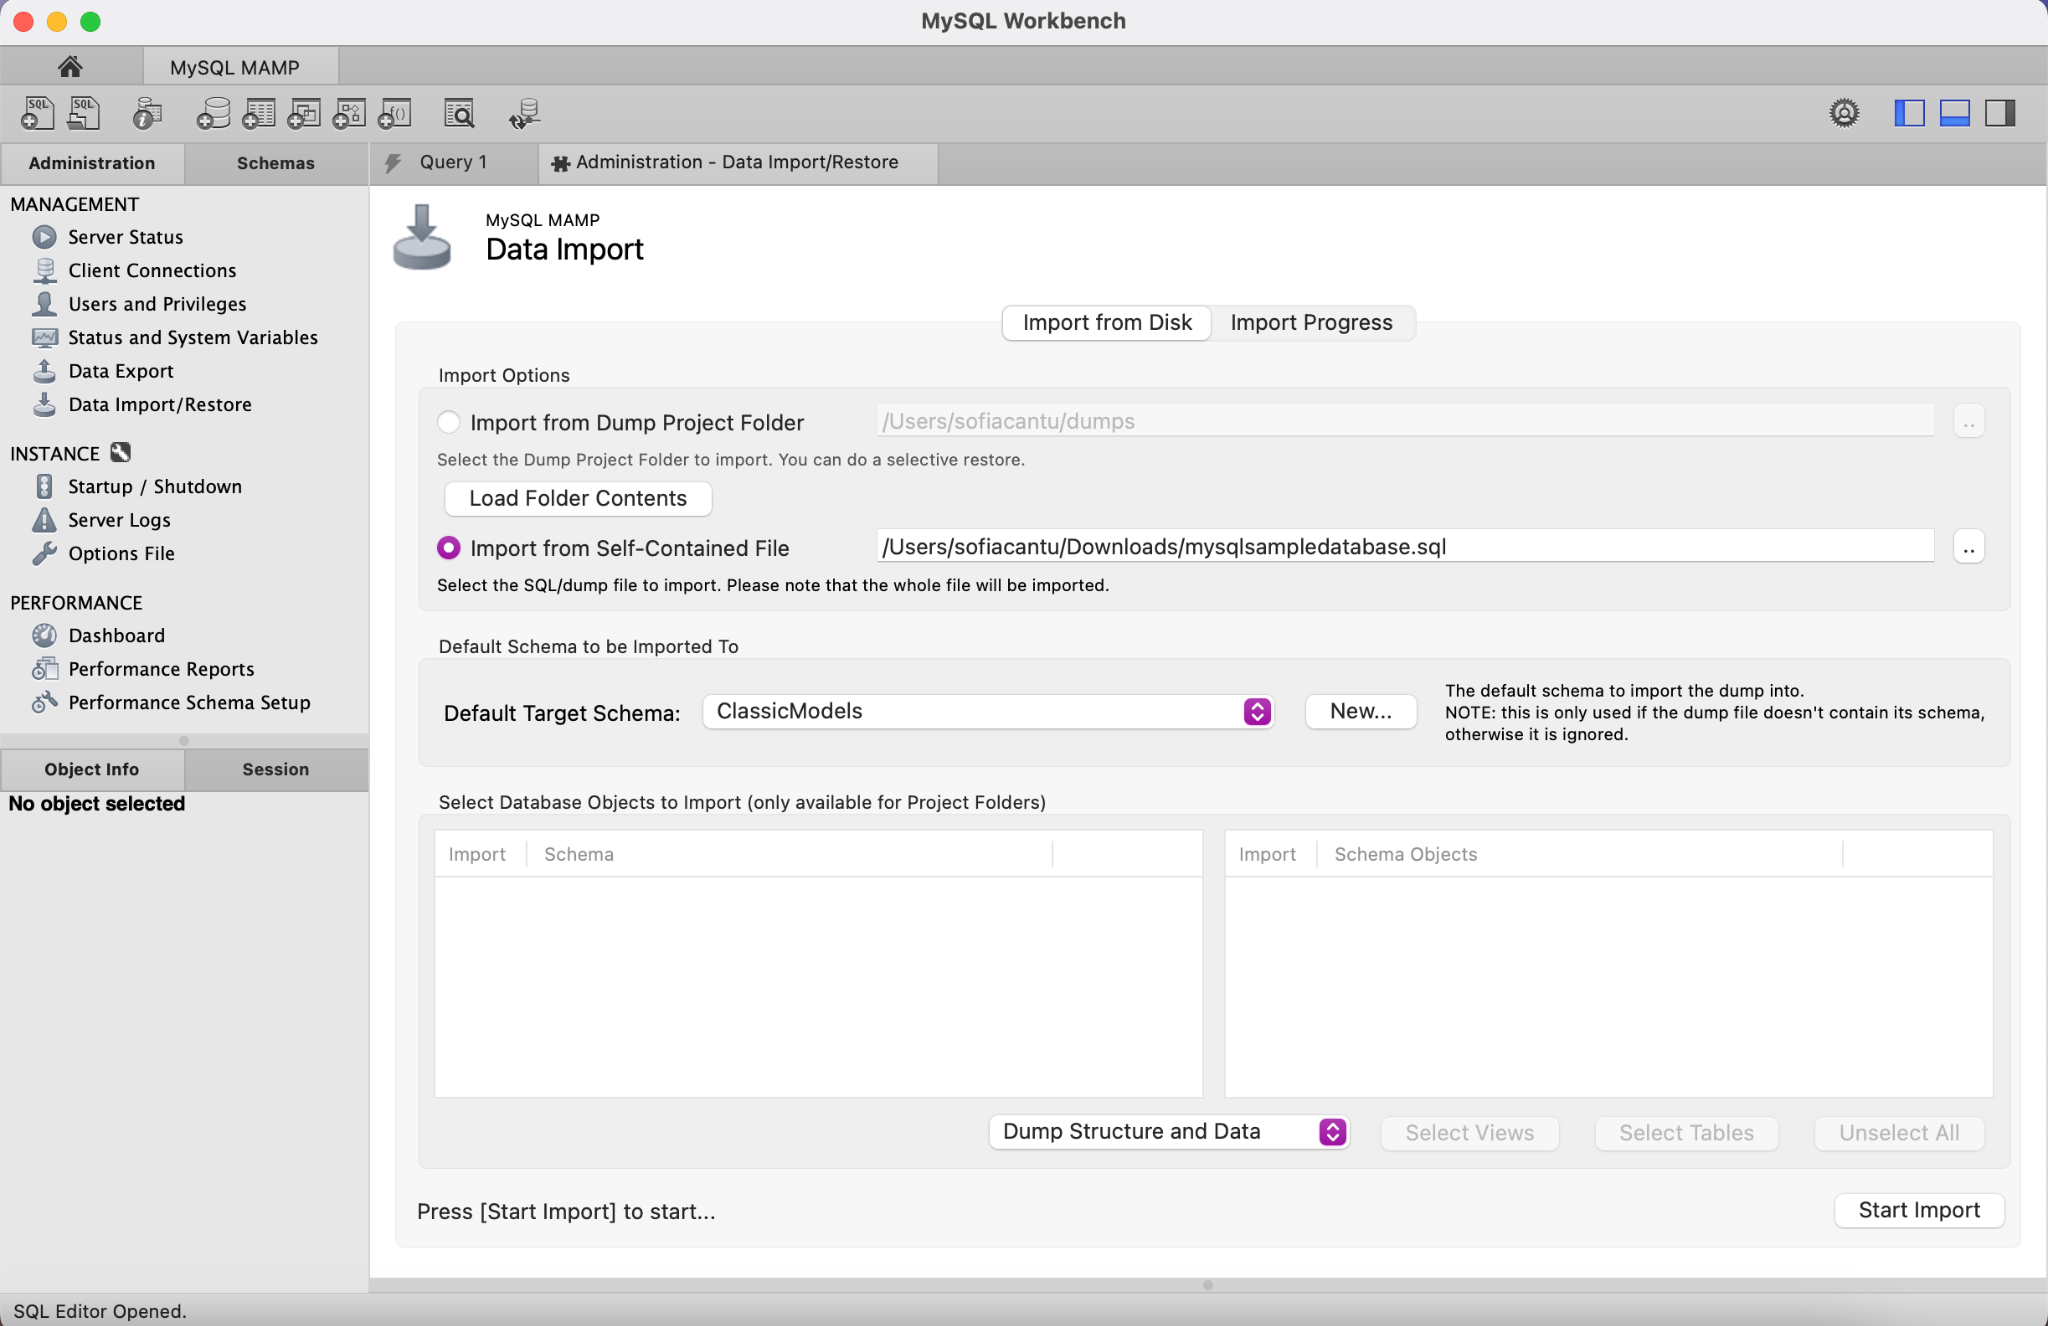 MySQL Workbench
MySQL MAMP
SQL SQL
Administration Schemas
Query 1 Administration - Data Import/Restore
MANAGEMENT
Server Status
Client Connections
Users and Privileges
Status and System Variables
Data Export
Data Import/Restore
INSTANCE
Startup / Shutdown
Server Logs
Options File
PERFORMANCE
Dashboard
Performance Reports
Performance Schema Setup
Object Info Session
No object selected
MySQL MAMP
Data Import
Import from Disk Import Progress
Import Options
Import from Dump Project Folder /Users/sofiacantu/dumps ..
Select the Dump Project Folder to import. You can do a selective restore.
Load Folder Contents
Import from Self-Contained File /Users/sofiacantu/Downloads/mysqlsampledatabase.sql ..
Select the SQL/dump file to import. Please note that the whole file will be imported.
Default Schema to be Imported To
Default Target Schema: ClassicModels New...
The default schema to import the dump into.
NOTE: this is only used if the dump file doesn't contain its schema,
otherwise it is ignored.
Select Database Objects to Import (only available for Project Folders)
Import Schema Import Schema Objects
Dump Structure and Data Select Views Select Tables Unselect All
Press [Start Import] to start... Start Import
SQL Editor Opened.